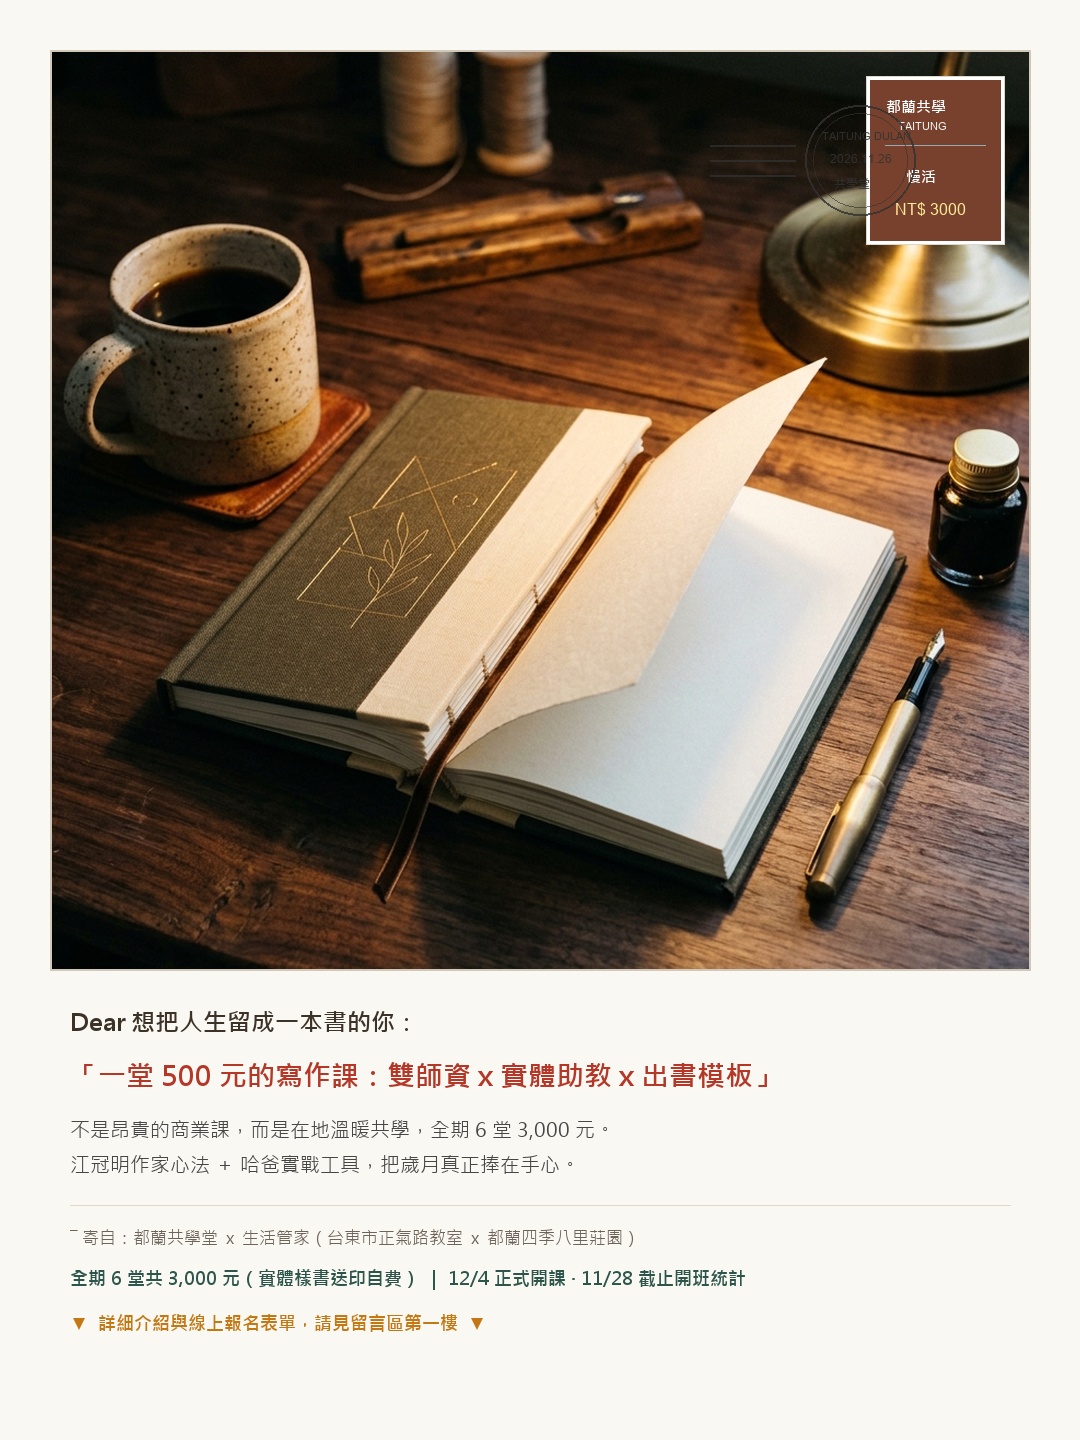 都蘭共學
TAITUNG
慢活
NT$ 3000
TAITUNG·DULAN
2026.11.26
Dear 想把人生留成一本書的你：
「一堂 500 元的寫作課：雙師資 x 實體助教 x 出書模板」
不是昂貴的商業課，而是在地溫暖共學，全期 6 堂 3,000 元。
江冠明作家心法 + 哈爸實戰工具，把歲月真正捧在手心。
寄自：都蘭共學堂 x 生活管家（台東市正氣路教室 x 都蘭四季八里莊園）
全期 6 堂共 3,000 元（實體樣書送印自費）｜ 12/4 正式開課 · 11/28 截止開班統計
▼ 詳細介紹與線上報名表單，請見留言區第一樓 ▼